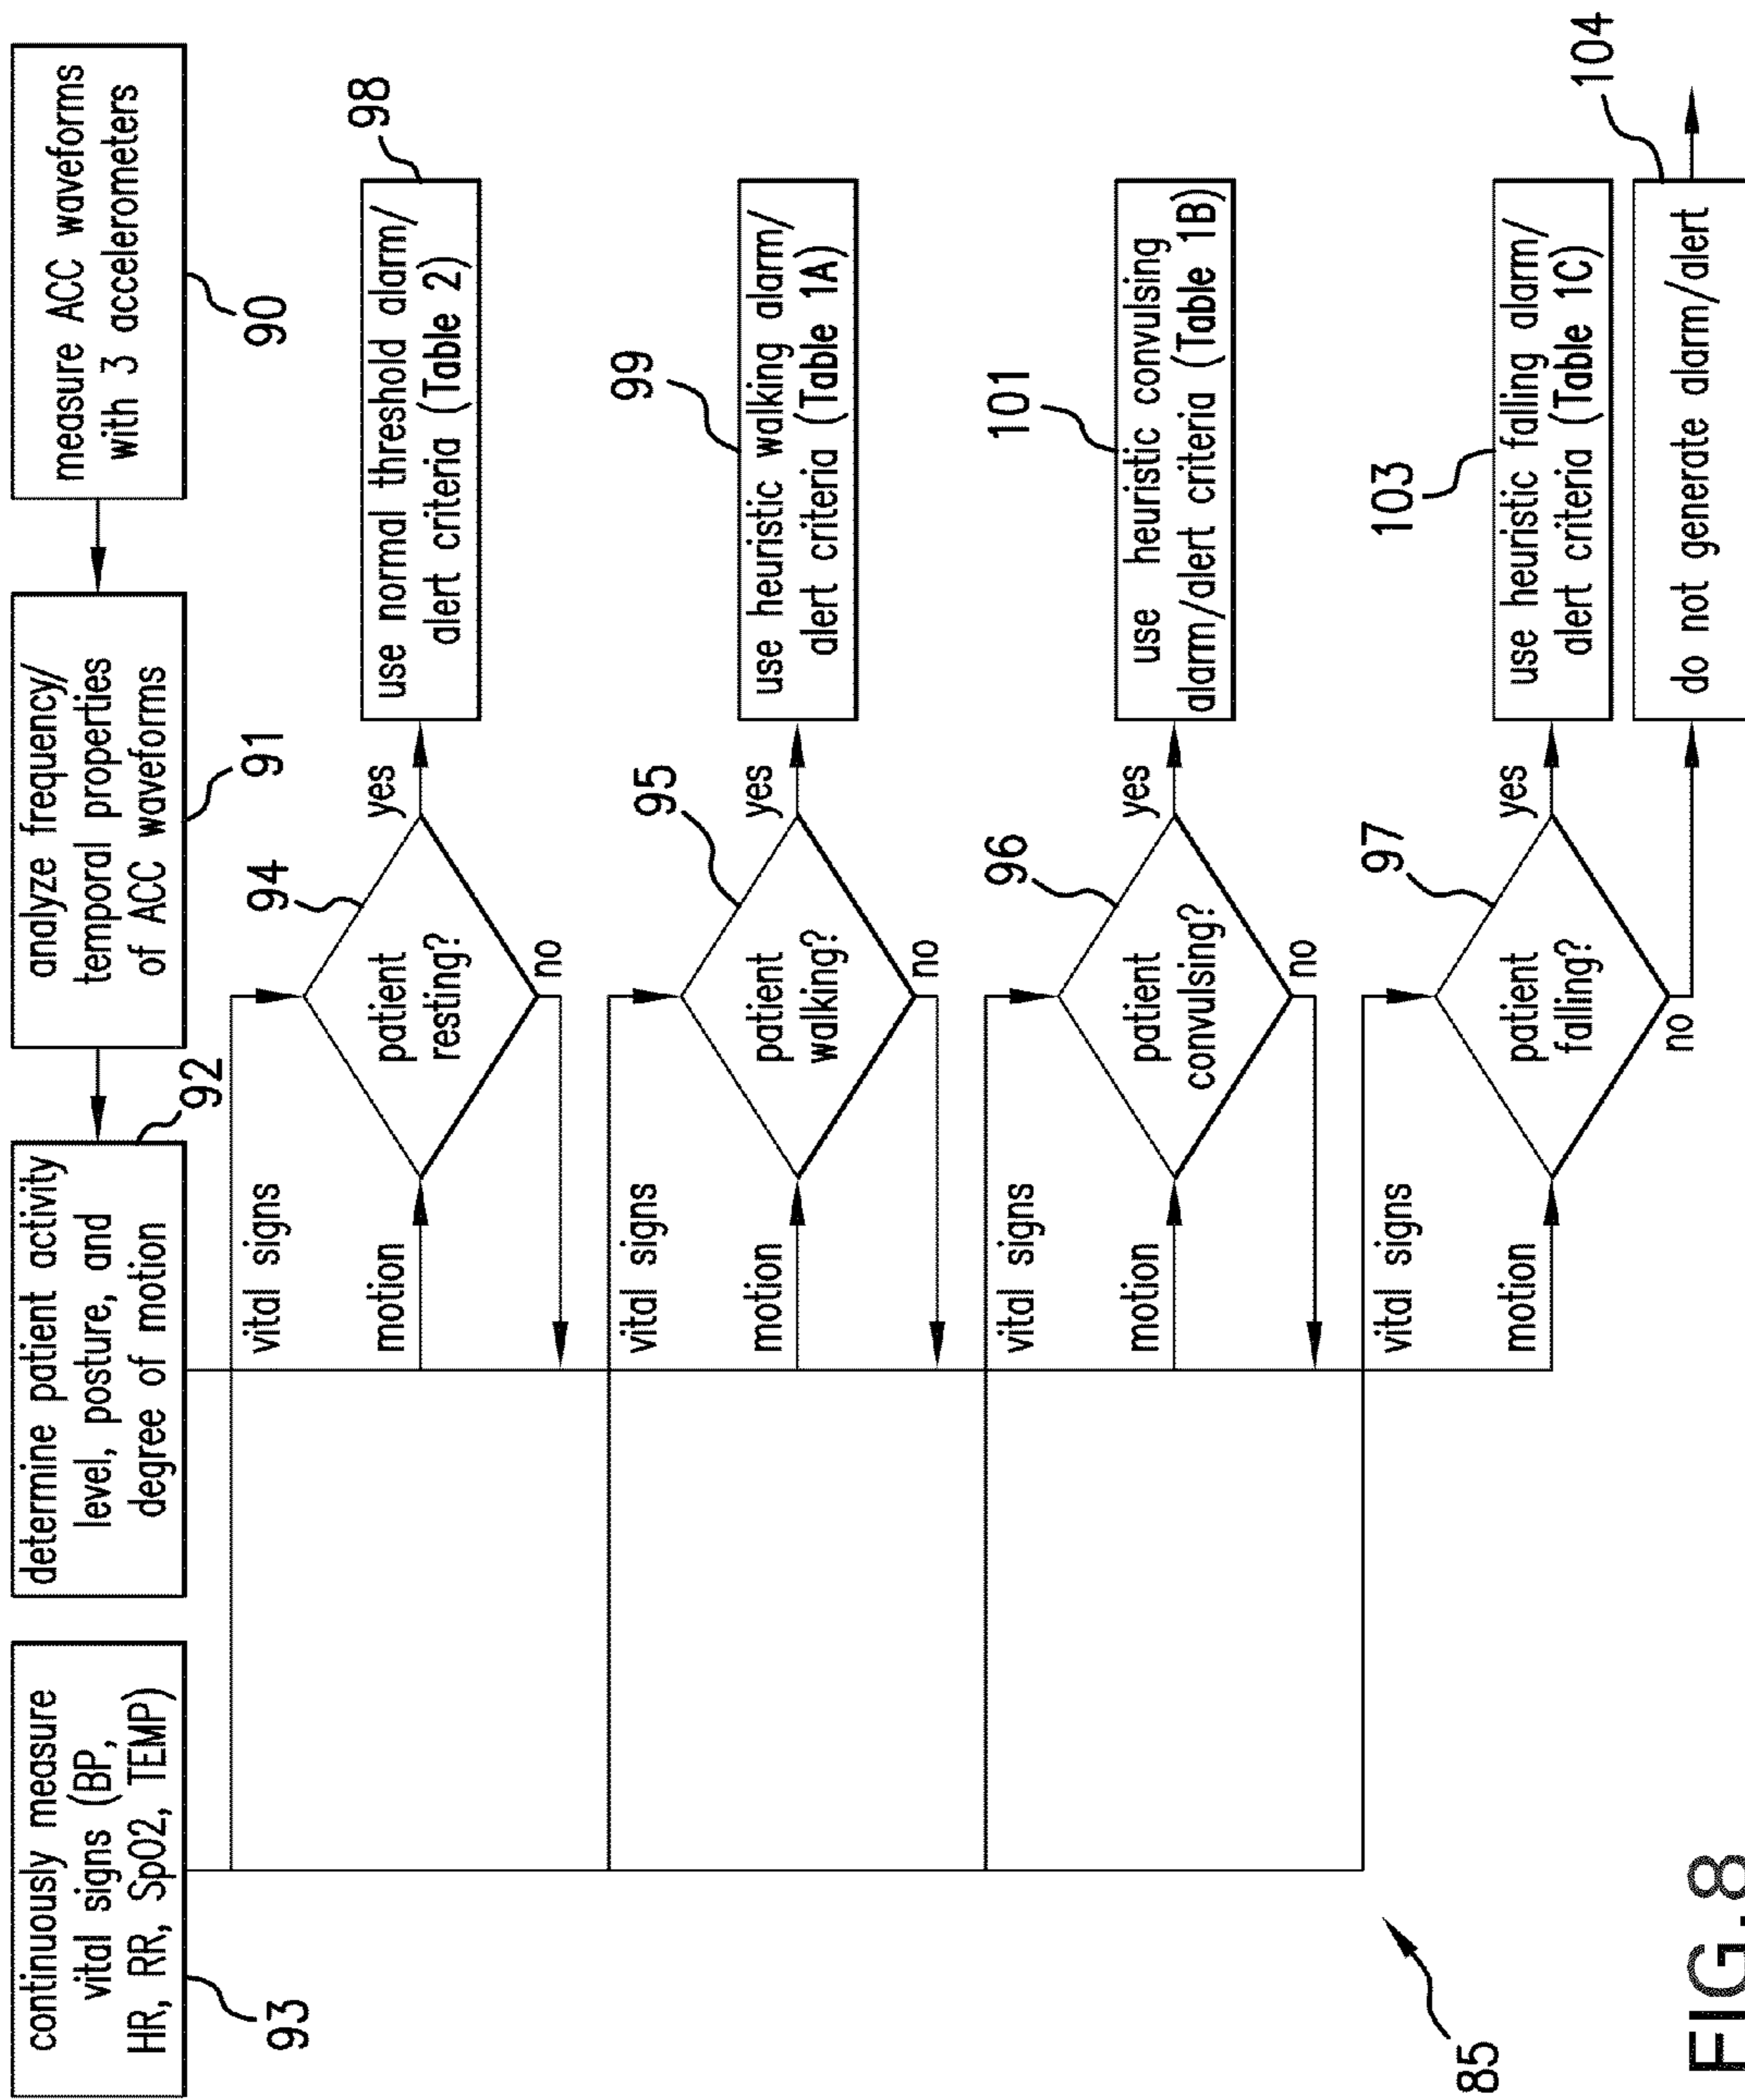 continuously measure
vital signs (BP,
HR, RR, SpO2, TEMP)
93
determine patient activity
level, posture, and
degree of motion
92
analyze frequency/
temporal properties
of ACC waveforms
91
measure ACC waveforms
with 3 accelerometers
90
vital signs
motion
patient
resting?
94
yes
no
use normal threshold alarm/
alert criteria (Table 2)
98
vital signs
motion
patient
walking?
95
yes
no
use heuristic walking alarm/
alert criteria (Table 1A)
99
vital signs
motion
patient
convulsing?
96
yes
no
use heuristic convulsing
alarm/alert criteria (Table 1B)
101
vital signs
motion
patient
falling?
97
yes
no
use heuristic falling alarm/
alert criteria (Table 1C)
103
do not generate alarm/alert
104
85
FIG.8